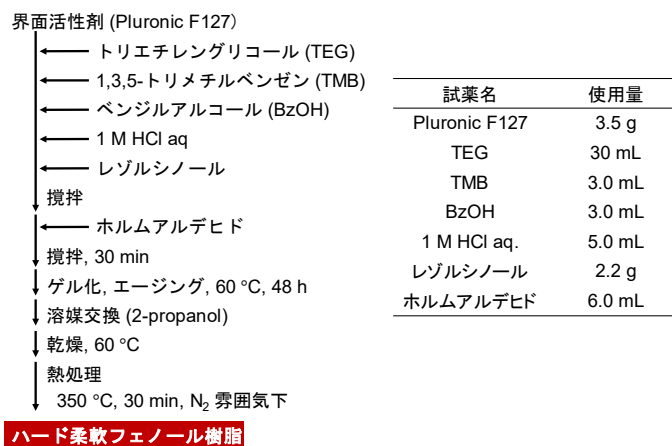 界面活性剤 (Pluronic F127)
トリエチレングリコール (TEG)
1,3,5-トリメチルベンゼン (TMB)
ベンジルアルコール (BzOH)
1 M HCl aq
レゾルシノール
撹拌
ホルムアルデヒド
撹拌, 30 min
ゲル化, エージング, 60 °C, 48 h
溶媒交換 (2-propanol)
乾燥, 60 °C
熱処理
350 °C, 30 min, N₂ 雰囲気下
ハード柔軟フェノール樹脂
試薬名 使用量
Pluronic F127 3.5 g
TEG 30 mL
TMB 3.0 mL
BzOH 3.0 mL
1 M HCl aq. 5.0 mL
レゾルシノール 2.2 g
ホルムアルデヒド 6.0 mL